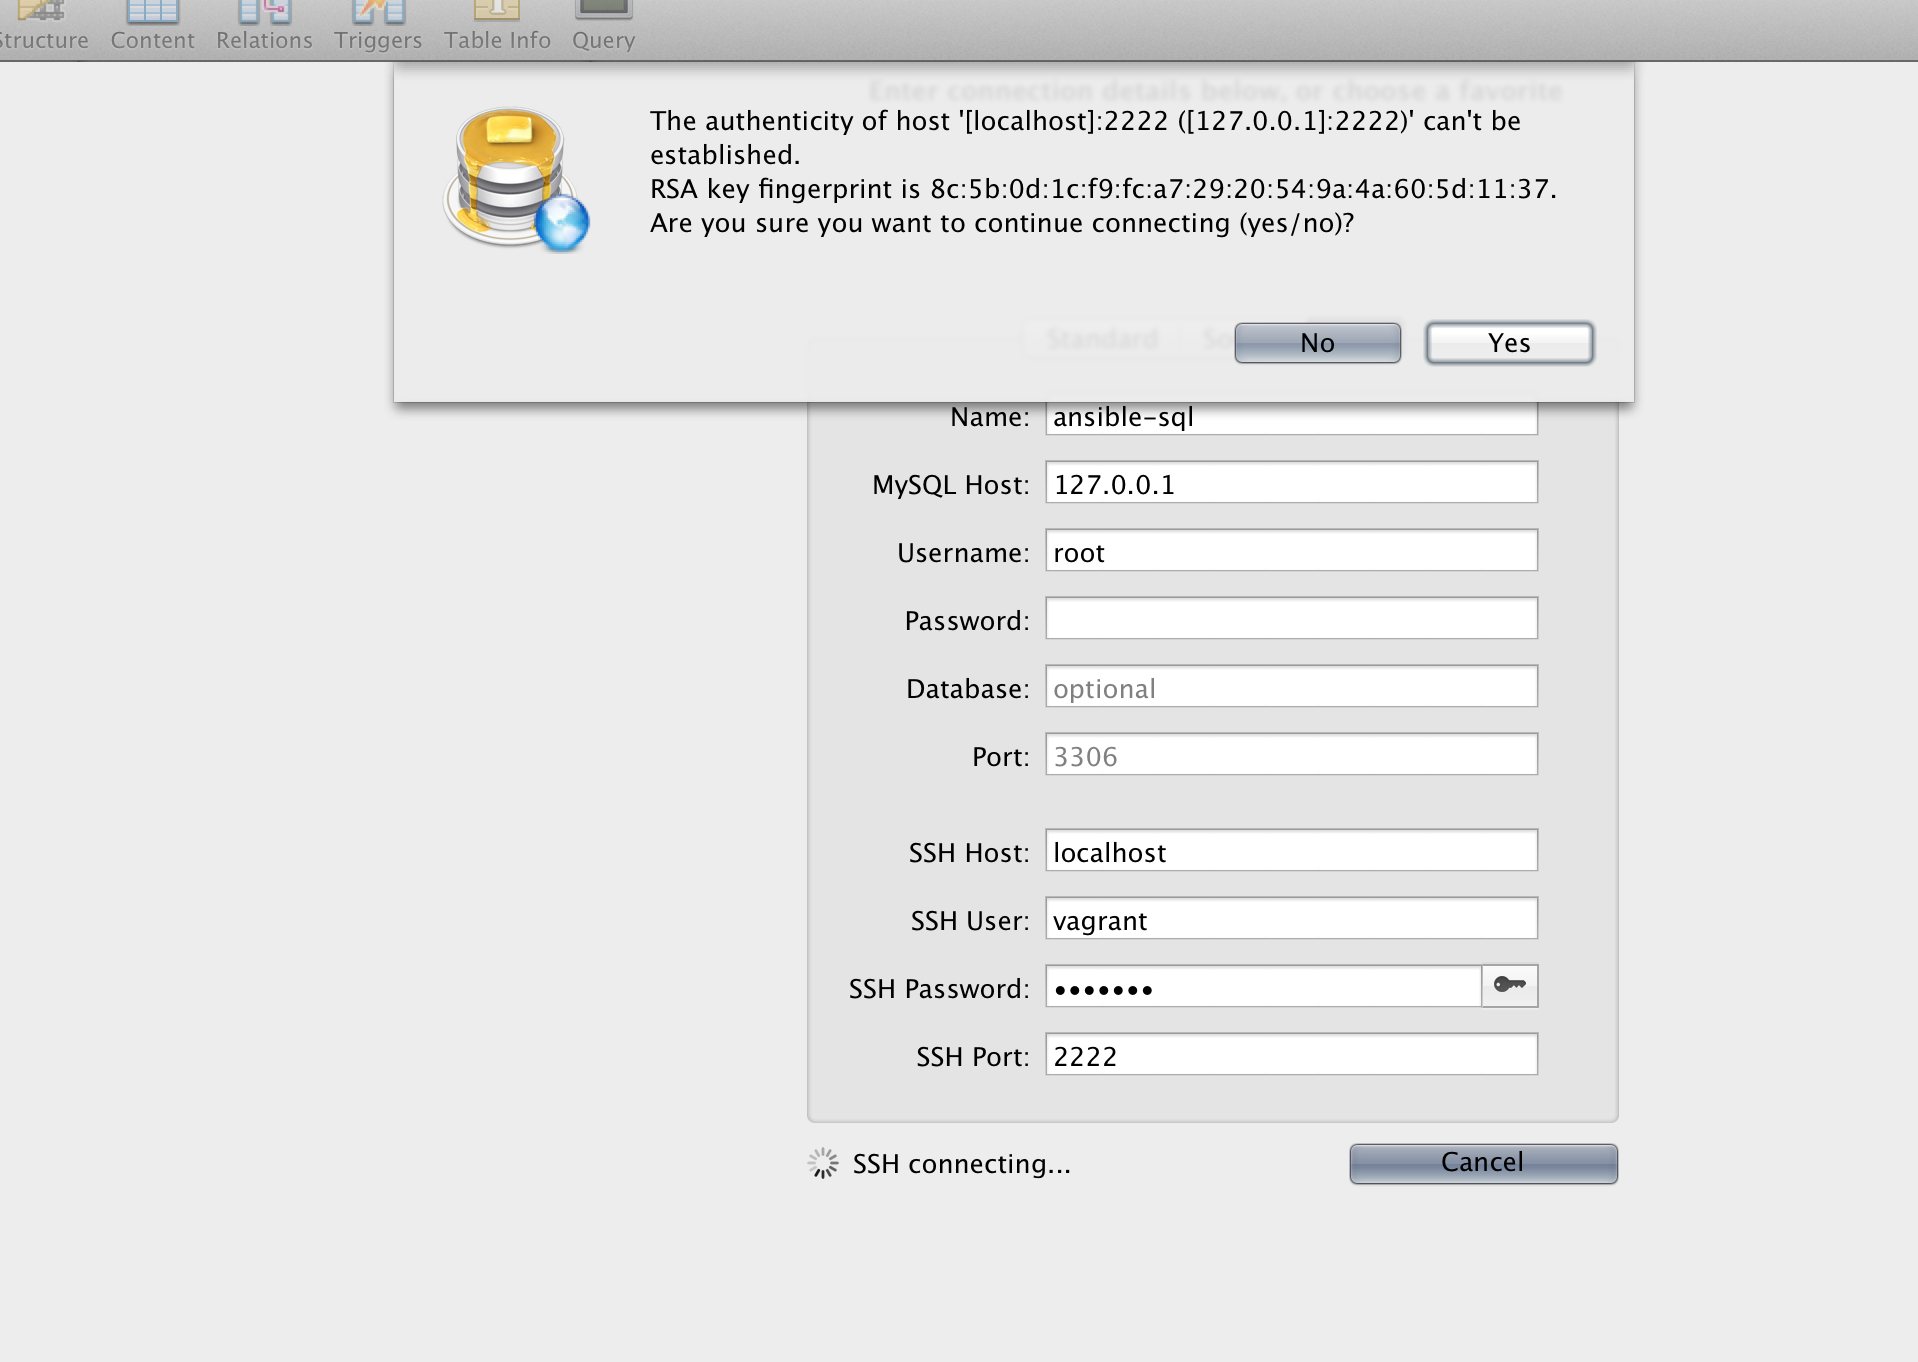 Structure Content Relations Triggers Table Info Query
Enter connection details below, or choose a favorite
The authenticity of host '[localhost]:2222 ([127.0.0.1]:2222)' can't be
established.
RSA key fingerprint is 8c:5b:0d:1c:f9:fc:a7:29:20:54:9a:4a:60:5d:11:37.
Are you sure you want to continue connecting (yes/no)?
Standard
No Yes
Name: ansible-sql
MySQL Host: 127.0.0.1
Username: root
Password:
Database: optional
Port: 3306
SSH Host: localhost
SSH User: vagrant
SSH Password: •••••••
SSH Port: 2222
SSH connecting... Cancel